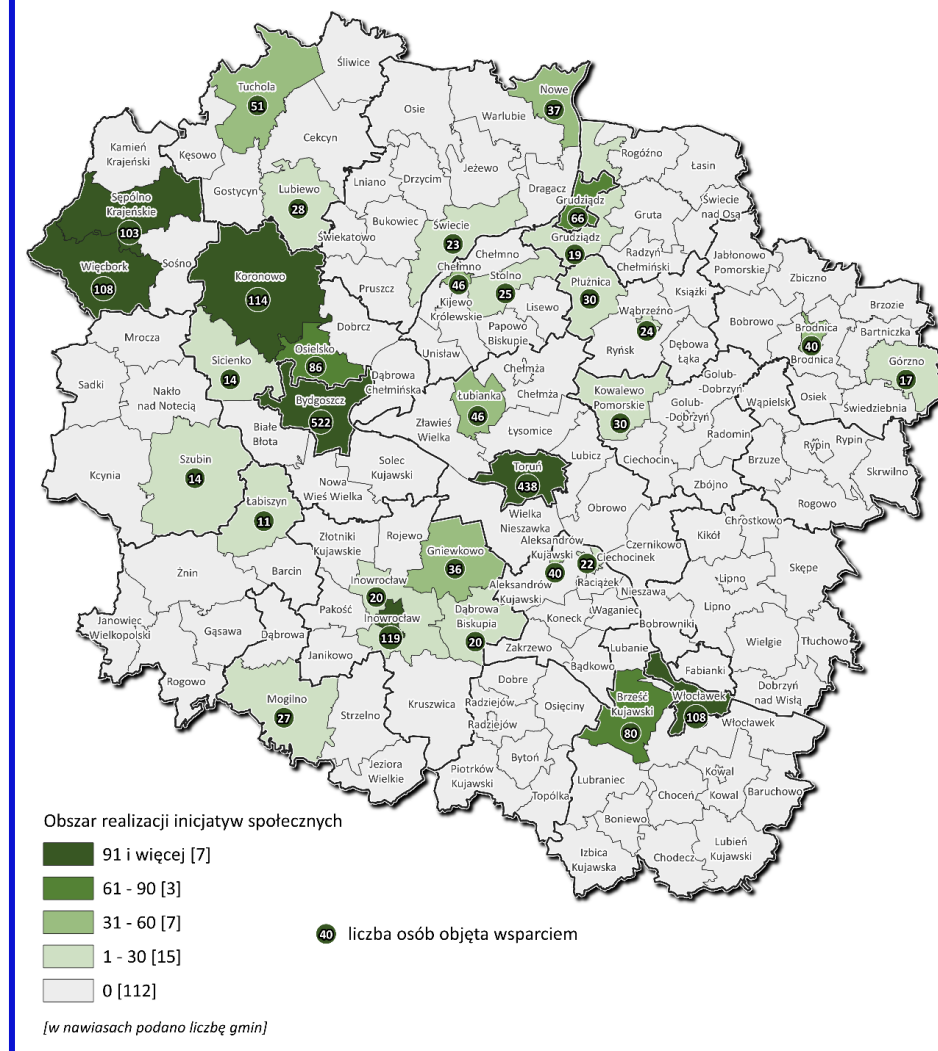 Śliwice
Tuchola
51
Nowe
37
Osie
Warlubie
Cekcyn
Kamień
Krajeński
Kęsowo
Rogóźno
Łasin
Jeżewo
Drzycim
Lniano
Gostycyn
Lubiewo
28
Dragacz
Sępólno
Krajeńskie
103
Grudziądz
66
Gruta
Świecie
nad Osą
Bukowiec
Świekatowo
Świecie
23
Grudziądz
19
Radzyń
Chełmiński
Jabłonowo
Pomorskie
Zbiczno
Więcbork
108
Sośno
Koronowo
114
Chełmno
Chełmno
46
Stolno
25
Płużnica
30
Książki
Pruszcz
Kijewo
Królewskie
Lisewo
Wąbrzeźno
24
Bobrowo
Brzozie
Brodnica
40
Brodnica
Bartniczka
Mrocza
Dobrcz
Osielsko
86
Papowo
Biskupie
Unisław
Ryńsk
Dębowa
Łąka
Górzno
17
Sicienko
14
Dąbrowa
Chełmińska
Chełmża
Chełmża
Golub-
-Dobrzyń
Sadki
Nakło
nad Notecią
Bydgoszcz
522
Łubianka
46
Kowalewo
Pomorskie
30
Golub-
-Dobrzyń
Wąpielsk
Osiek
Świedziebnia
Białe
Błota
Zławieś
Wielka
Łysomice
Radomin
Rypin
Rypin
Kcynia
Szubin
14
Solec
Kujawski
Toruń
438
Lubicz
Ciechocin
Brzuze
Skrwilno
Nowa
Wieś Wielka
Zbójno
Rogowo
Łabiszyn
11
Wielka
Nieszawka
Obrowo
Chrostkowo
Kikół
Złotniki
Kujawskie
Rojewo
Gniewkowo
36
Aleksandrów
Kujawski
40
Czernikowo
Ciechocinek
22
Raciążek
Skępe
Żnin
Barcin
Inowrocław
20
Aleksandrów
Kujawski
Nieszawa
Lipno
Lipno
Pakość
Inowrocław
119
Dąbrowa
Biskupia
20
Koneck
Waganiec
Bobrowniki
Janowiec
Wielkopolski
Gąsawa
Dąbrowa
Janikowo
Zakrzewo
Lubanie
Wielgie
Tłuchowo
Bądkowo
Fabianki
Rogowo
Mogilno
27
Strzelno
Kruszwica
Dobre
Radziejów
Radziejów
Osięciny
Brześć
Kujawski
80
Włocławek
108
Dobrzyń
nad Wisłą
Włocławek
Jeziora
Wielkie
Piotrków
Kujawski
Bytoń
Topólka
Lubraniec
Kowal
Kowal
Choceń
Baruchowo
Boniewo
Izbica
Kujawska
Chodecz
Lubień
Kujawski
Obszar realizacji inicjatyw społecznych
91 i więcej [7]
61 - 90 [3]
31 - 60 [7]
1 - 30 [15]
0 [112]
40 liczba osób objęta wsparciem
[w nawiasach podano liczbę gmin]